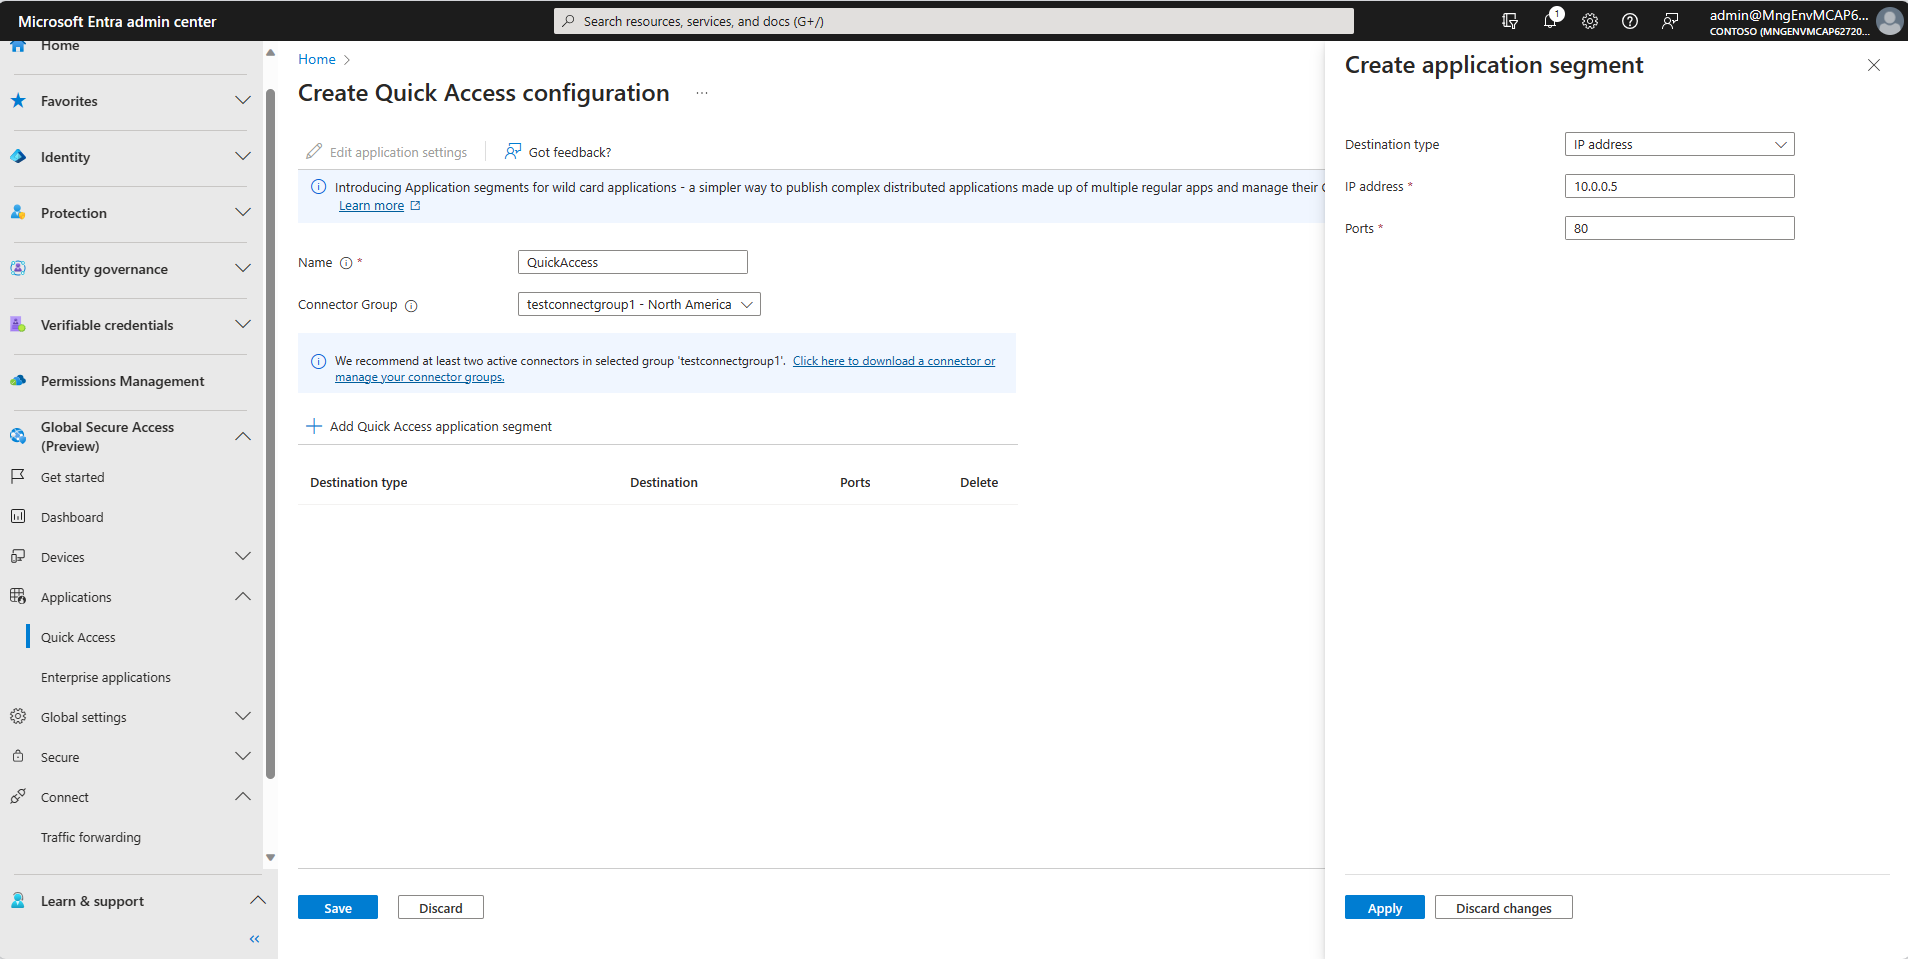 Microsoft Entra admin center
Search resources, services, and docs (G+/)
1
admin@MngEnvMCAP6...
CONTOSO (MNGENVMCAP62720...
Home
Favorites
Identity
Protection
Identity governance
Verifiable credentials
Permissions Management
Global Secure Access
(Preview)
Get started
Dashboard
Devices
Applications
Quick Access
Enterprise applications
Global settings
Secure
Connect
Traffic forwarding
Learn & support
«
Home >
Create Quick Access configuration ...
Edit application settings
Got feedback?
Introducing Application segments for wild card applications - a simpler way to publish complex distributed applications made up of multiple regular apps and manage their
Learn more
Name *
QuickAccess
Connector Group
testconnectgroup1 - North America
We recommend at least two active connectors in selected group 'testconnectgroup1'. Click here to download a connector or
manage your connector groups.
+ Add Quick Access application segment
Destination type Destination Ports Delete
Save
Discard
Create application segment
Destination type
IP address
IP address *
10.0.0.5
Ports *
80
Apply
Discard changes